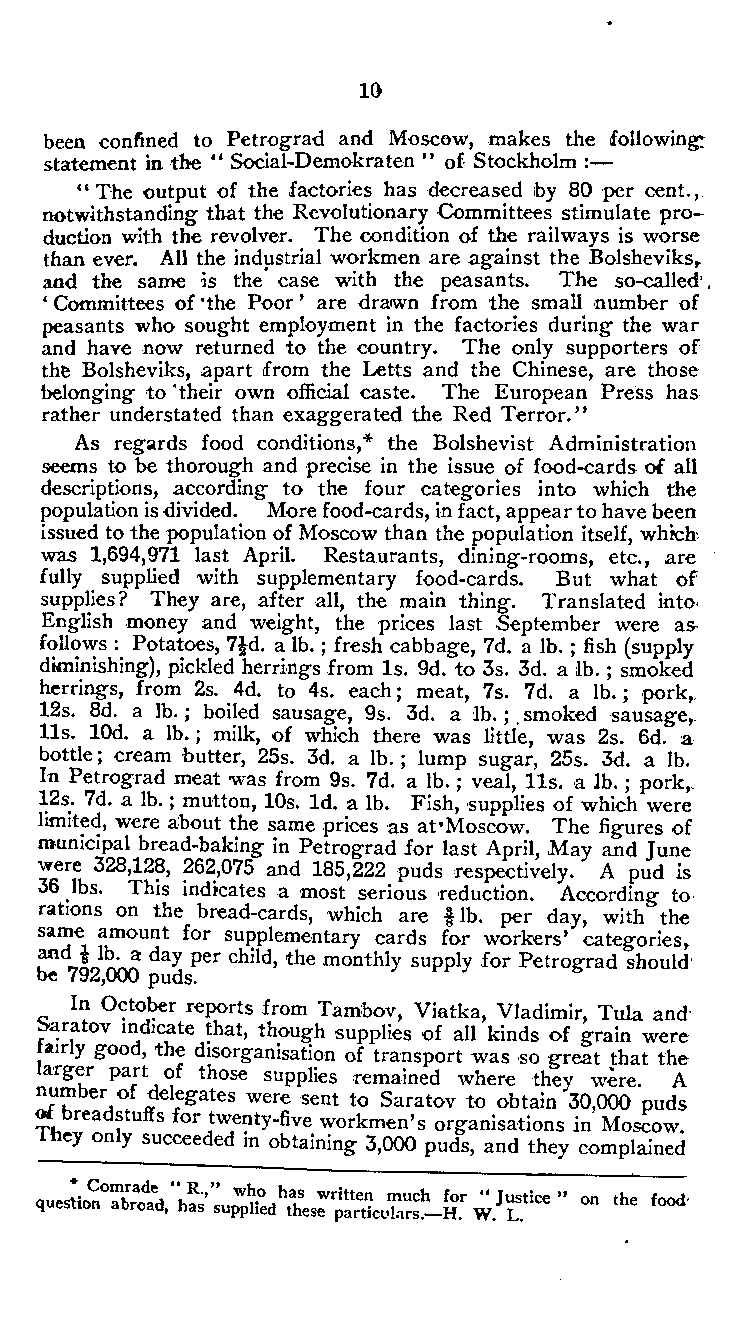 10
been confined to Petrograd and Moscow, makes the following
statement in the “ Social-Demokraten ” of Stockholm :—
“ The output of the factories has decreased by 80 per cent.,
notwithstanding that the Revolutionary Committees stimulate pro-
duction with the revolver. The condition of the railways is worse
than ever. All the industrial workmen are against the Bolsheviks,
and the same is the case with the peasants. The so-called
‘ Committees of the Poor ’ are drawn from the small number of
peasants who sought employment in the factories during the war
and have now returned to the country. The only supporters of
the Bolsheviks, apart from the Letts and the Chinese, are those
belonging to their own official caste. The European Press has
rather understated than exaggerated the Red Terror.”
As regards food conditions,* the Bolshevist Administration
seems to be thorough and precise in the issue of food-cards of all
descriptions, according to the four categories into which the
population is divided. More food-cards, in fact, appear to have been
issued to the population of Moscow than the population itself, which
was 1,694,971 last April. Restaurants, dining-rooms, etc., are
fully supplied with supplementary food-cards. But what of
supplies? They are, after all, the main thing. Translated into
English money and weight, the prices last September were as
follows : Potatoes, 7½d. a lb. ; fresh cabbage, 7d. a lb. ; fish (supply
diminishing), pickled herrings from 1s. 9d. to 3s. 3d. a lb. ; smoked
herrings, from 2s. 4d. to 4s. each; meat, 7s. 7d. a lb. ; pork,
12s. 8d. a lb. ; boiled sausage, 9s. 3d. a lb. ; smoked sausage,
11s. 10d. a lb. ; milk, of which there was little, was 2s. 6d. a
bottle; cream butter, 25s. 3d. a lb. ; lump sugar, 25s. 3d. a lb.
In Petrograd meat was from 9s. 7d. a lb. ; veal, 11s. a lb. ; pork,
12s. 7d. a lb. ; mutton, 10s. 1d. a lb. Fish, supplies of which were
limited, were about the same prices as at Moscow. The figures of
municipal bread-baking in Petrograd for last April, May and June
were 328,128, 262,075 and 185,222 puds respectively. A pud is
36 lbs. This indicates a most serious reduction. According to
rations on the bread-cards, which are lb. per day, with the
same amount for supplementary cards for workers’ categories,
and lb. a day per child, the monthly supply for Petrograd should
be 792,000 puds.
In October reports from Tambov, Viatka, Vladimir, Tula and
Saratov indicate that, though supplies of all kinds of grain were
fairly good, the disorganisation of transport was so great that the
larger part of those supplies remained where they were. A
number of delegates were sent to Saratov to obtain 30,000 puds
of breadstuffs for twenty-five workmen’s organisations in Moscow.
They only succeeded in obtaining 3,000 puds, and they complained
* Comrade “ R.,” who has written much for “ Justice ” on the food
question abroad, has supplied these particulars.—H. W. L.